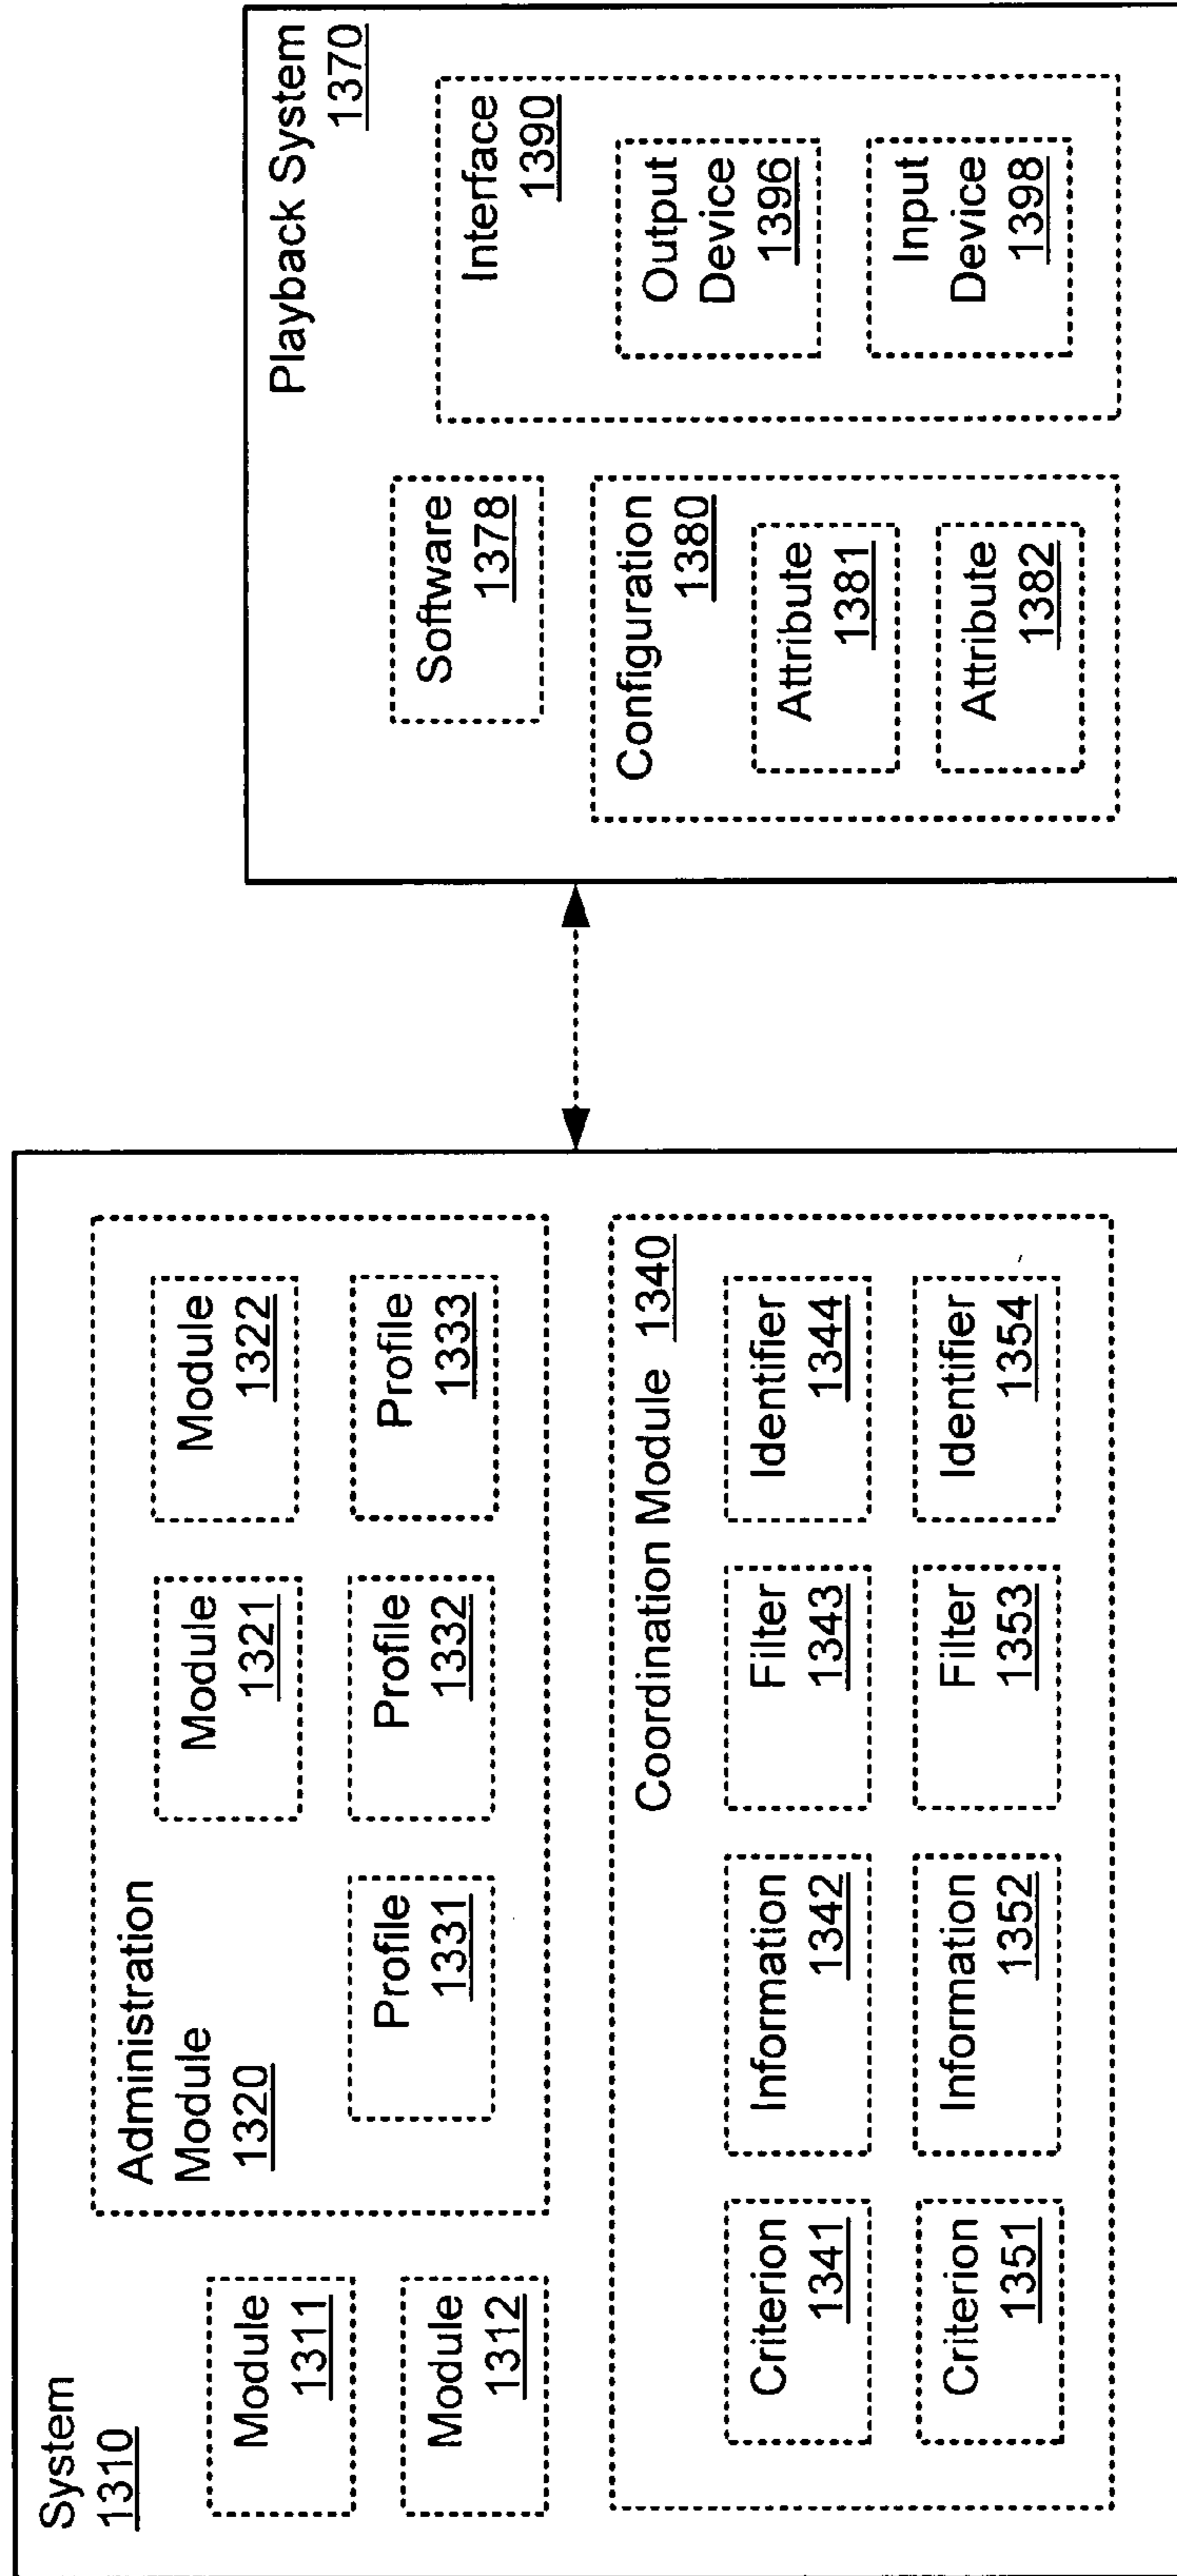 System
1310
Module
1311
Module
1312
Administration
Module
1320
Module
1321
Module
1322
Profile
1331
Profile
1332
Profile
1333
Coordination Module 1340
Criterion
1341
Information
1342
Filter
1343
Identifier
1344
Criterion
1351
Information
1352
Filter
1353
Identifier
1354
Playback System
1370
Software
1378
Configuration
1380
Attribute
1381
Attribute
1382
Interface
1390
Output
Device
1396
Input
Device
1398